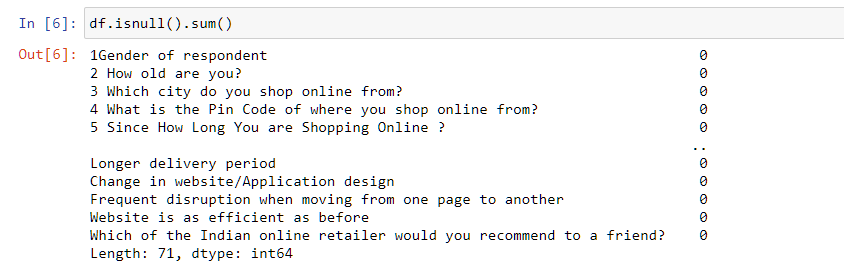 In [6]: df.isnull().sum()
Out[6]: 1Gender of respondent 0
2 How old are you? 0
3 Which city do you shop online from? 0
4 What is the Pin Code of where you shop online from? 0
5 Since How Long You are Shopping Online ? 0
..
Longer delivery period 0
Change in website/Application design 0
Frequent disruption when moving from one page to another 0
Website is as efficient as before 0
Which of the Indian online retailer would you recommend to a friend? 0
Length: 71, dtype: int64